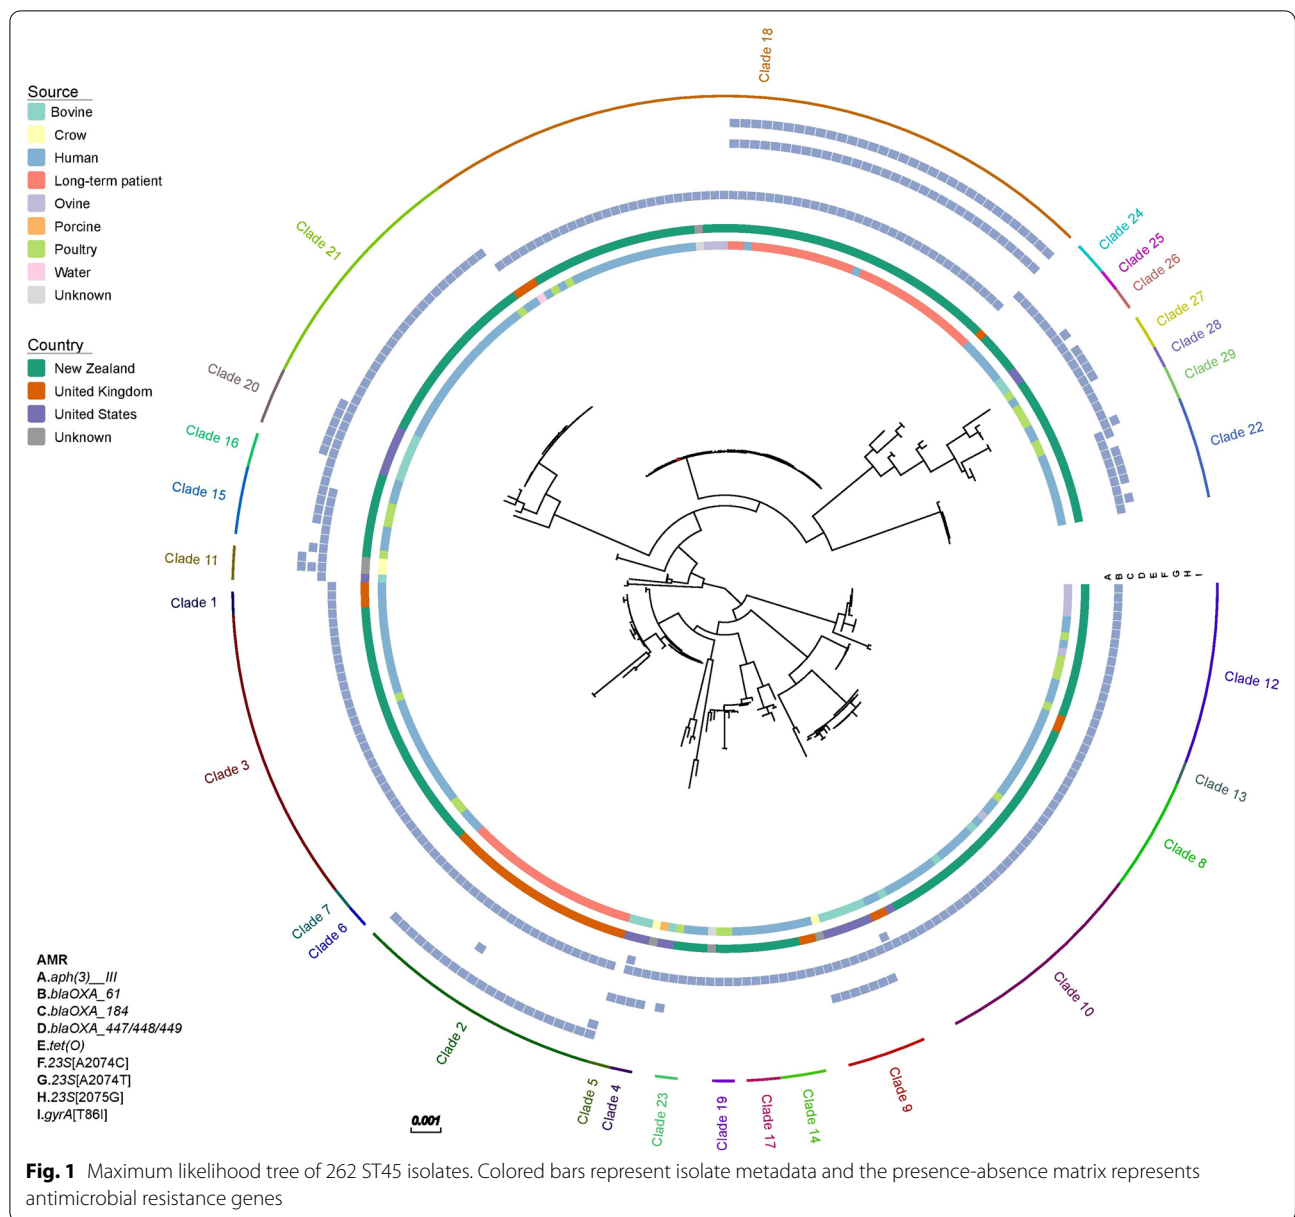 Clade 18
Source
Bovine
Crow
Human
Long-term patient
Ovine
Porcine
Poultry
Water
Unknown
Country
New Zealand
United Kingdom
United States
Unknown
Clade 24
Clade 25
Clade 26
Clade 27
Clade 28
Clade 29
Clade 22
Clade 21
Clade 20
Clade 16
Clade 15
Clade 11
Clade 1
Clade 3
Clade 7
Clade 6
Clade 2
Clade 5
Clade 4
Clade 23
Clade 19
Clade 17
Clade 14
Clade 9
Clade 10
Clade 8
Clade 13
Clade 12
A B C D E F G H I
AMR
A.aph(3)__III
B.blaOXA_61
C.blaOXA_184
D.blaOXA_447/448/449
E.tet(O)
F.23S[A2074C]
G.23S[A2074T]
H.23S[2075G]
I.gyrA[T86I]
0.001
Fig. 1 Maximum likelihood tree of 262 ST45 isolates. Colored bars represent isolate metadata and the presence-absence matrix represents
antimicrobial resistance genes